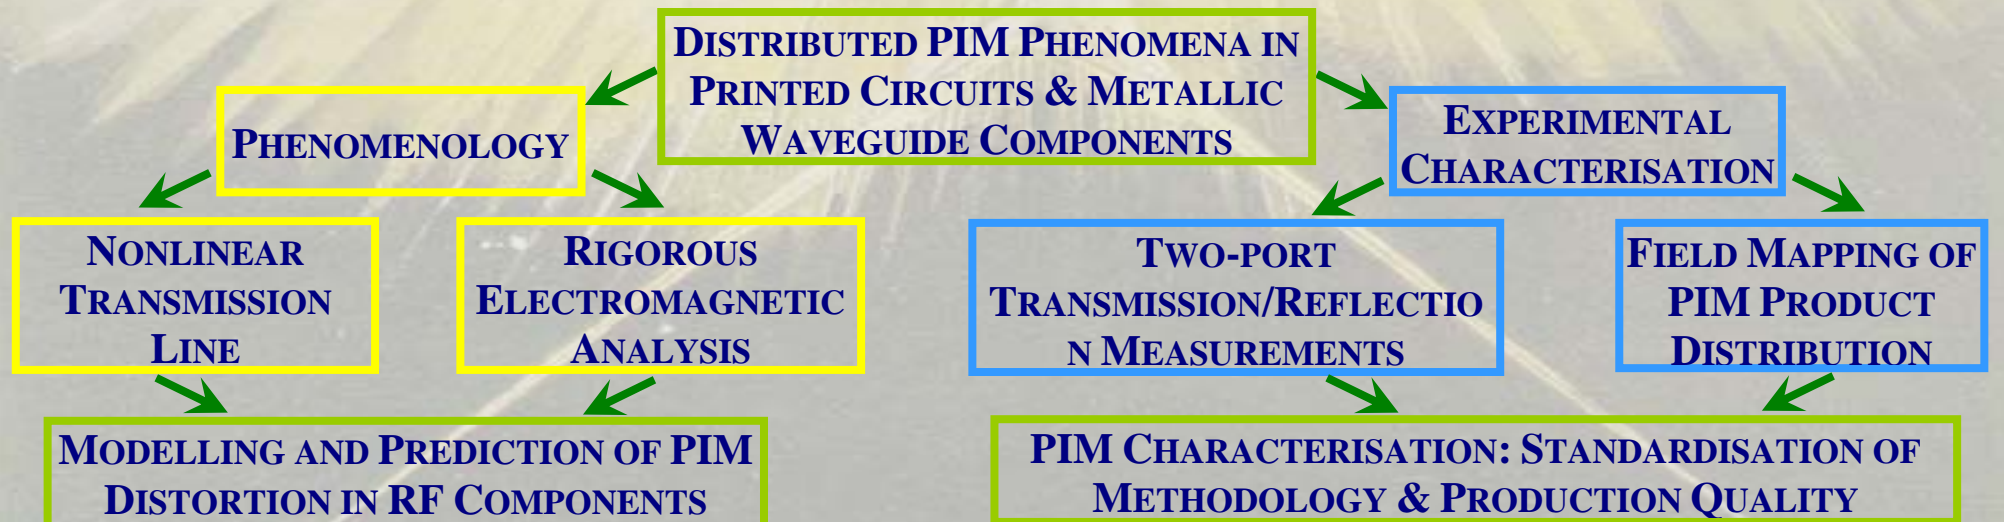 DISTRIBUTED PIM PHENOMENA IN
PRINTED CIRCUITS & METALLIC
WAVEGUIDE COMPONENTS
PHENOMENOLOGY
EXPERIMENTAL
CHARACTERISATION
NONLINEAR
TRANSMISSION
LINE
RIGOROUS
ELECTROMAGNETIC
ANALYSIS
TWO-PORT
TRANSMISSION/REFLECTIO
N MEASUREMENTS
FIELD MAPPING OF
PIM PRODUCT
DISTRIBUTION
MODELLING AND PREDICTION OF PIM
DISTORTION IN RF COMPONENTS
PIM CHARACTERISATION: STANDARDISATION OF
METHODOLOGY & PRODUCTION QUALITY